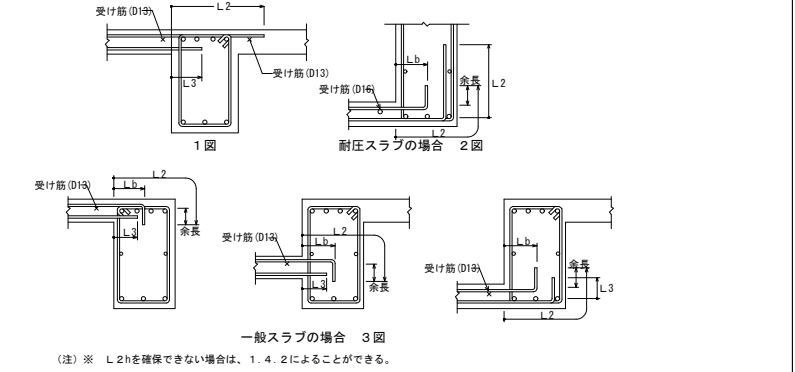 受け筋(D13)
L2
L3
受け筋(D13)
1図
Lb
余長
L2
受け筋(D16)
L2
耐圧スラブの場合　2図
L2
受け筋(D13)
Lb
L3
余長
受け筋(D13)
L2
Lb
L3
余長
Lb
余長
受け筋(D13)
L3
L2
一般スラブの場合　3図
(注) ※　L2hを確保できない場合は、1.4.2によることができる。